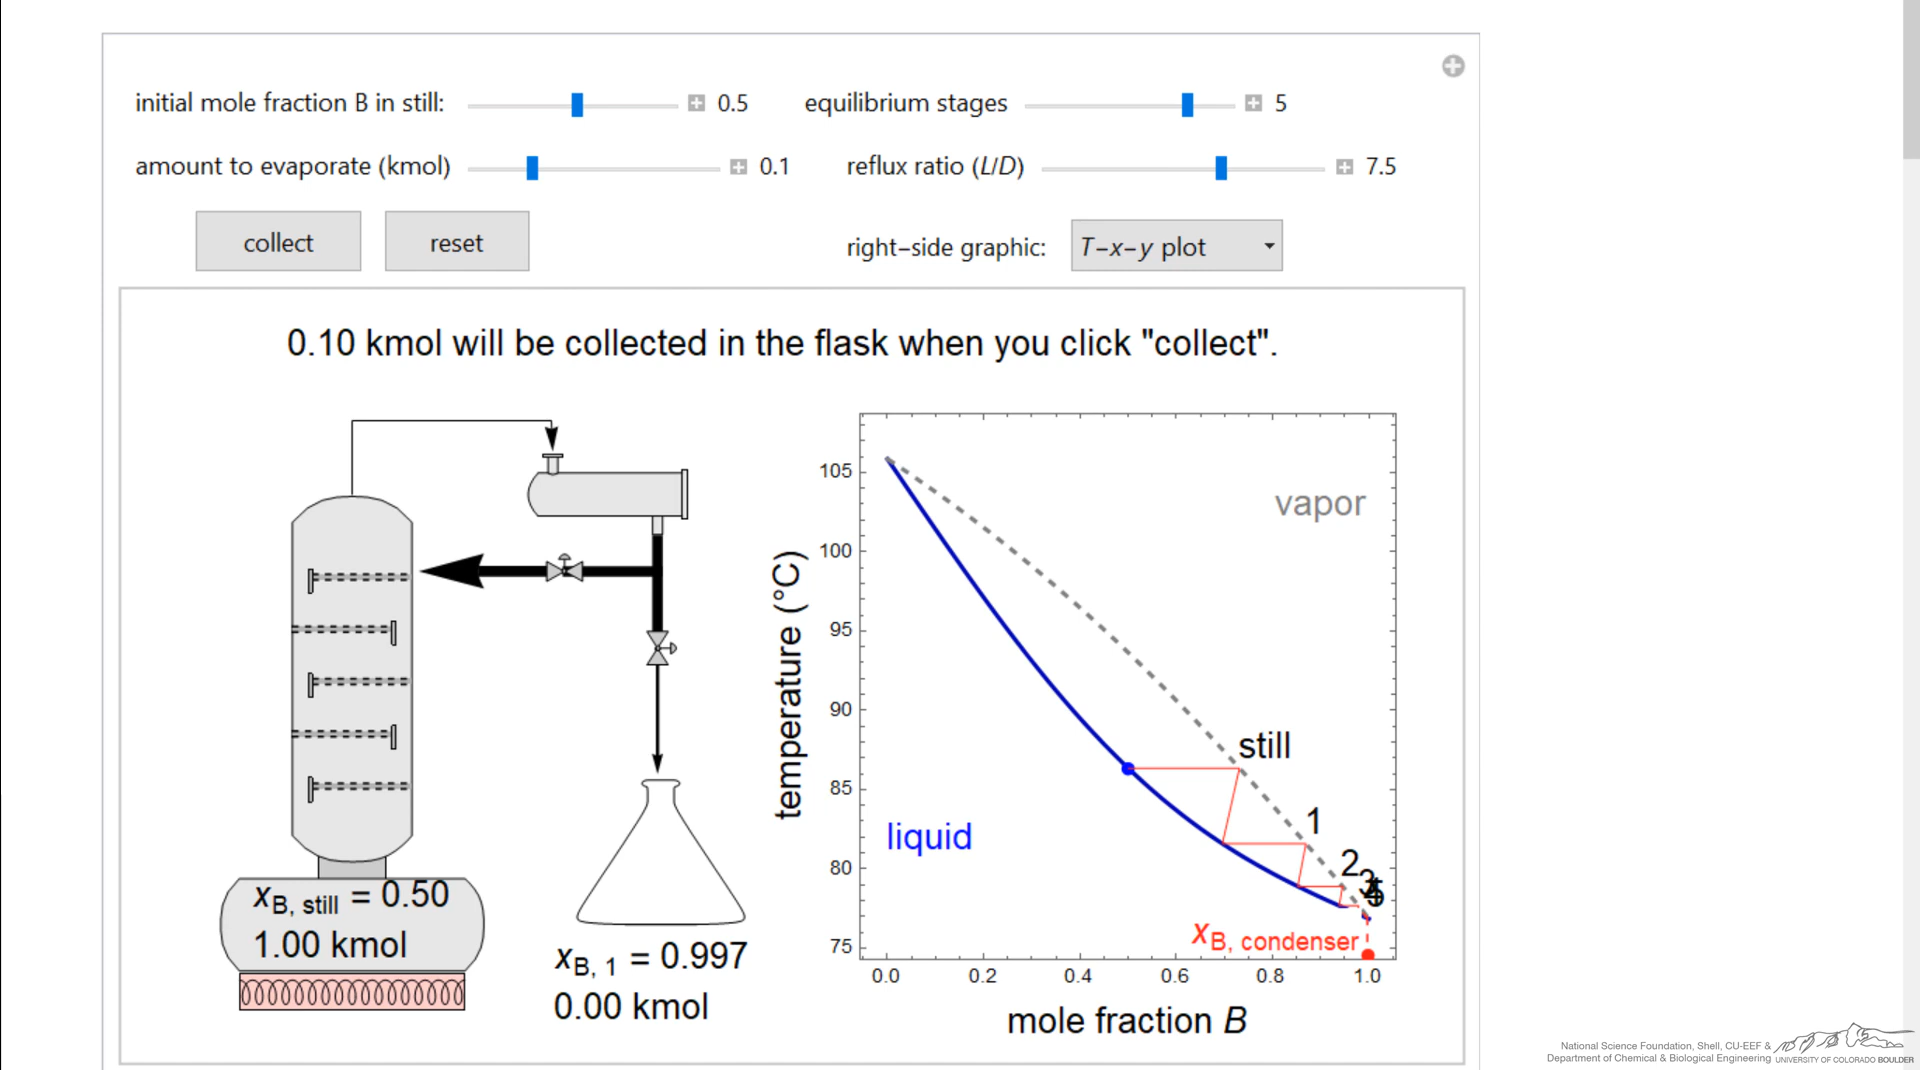 initial mole fraction B in still: 0.5 equilibrium stages 5
amount to evaporate (kmol) 0.1 reflux ratio (L/D) 7.5
collect reset right-side graphic: T-x-y plot
0.10 kmol will be collected in the flask when you click "collect".
xB, still = 0.50
1.00 kmol
xB, 1 = 0.997
0.00 kmol
temperature (°C)
105
100
95
90
85
80
75
vapor
still
1
2
3
5
liquid
xB, condenser
0.0 0.2 0.4 0.6 0.8 1.0
mole fraction B
National Science Foundation, Shell, CU-EEF &
Department of Chemical & Biological Engineering UNIVERSITY OF COLORADO BOULDER